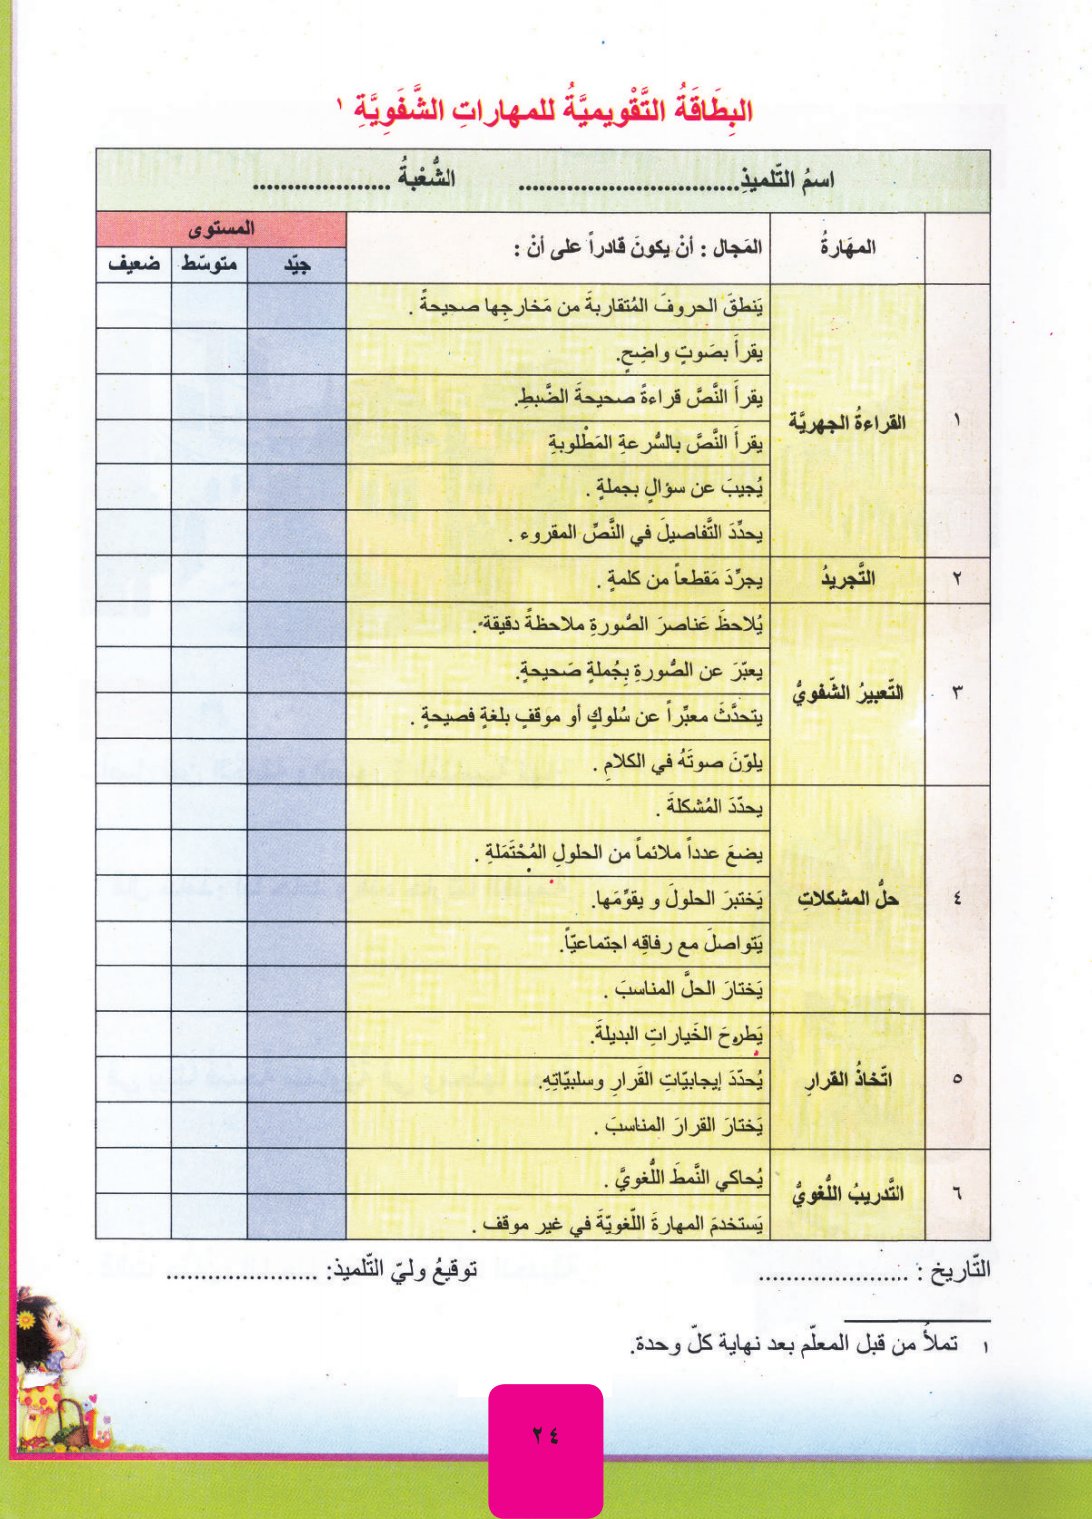 البِطَاقَةُ التَّقْويميَّةُ للمهاراتِ الشَّفَوِيَّةِ ١
اسمُ التّلميذِ................................ الشُّعْبةُ ....................
المهَارةُ
المَجال : أنْ يكونَ قادراً على أنْ :
المستوى
جيّد متوسّط ضعيف
١
القراءةُ الجهريَّة
يَنطقَ الحروفَ المُتقاربةَ من مَخارجِها صحيحةً .
يقرأَ بصَوتٍ واضِحٍ.
يقرأَ النَّصَّ قراءةً صحيحةَ الضَّبطِ.
يقرأَ النَّصَّ بالسُّرعةِ المَطْلوبةِ
يُجيبَ عن سؤالٍ بجملةٍ .
يحدِّدَ التَّفاصيلَ في النَّصِّ المقروء .
٢
التَّجريدُ
يجرِّدَ مَقطعاً من كلمةٍ .
٣
التّعبيرُ الشّفويُّ
يُلاحظَ عَناصرَ الصُّورةِ ملاحظةً دقيقةً.
يعبّرَ عن الصُّورةِ بِجُملةٍ صَحيحةٍ.
يتحدَّثَ معبِّراً عن سُلوكٍ أو موقفٍ بلغةٍ فصيحةٍ .
يلوّنَ صوتَهُ في الكلامِ .
٤
حلُّ المشكلاتِ
يحدّدَ المُشكلةَ .
يضعَ عدداً ملائماً من الحلولِ المُحْتَمَلةِ .
يَختبرَ الحلولَ و يقوِّمَها.
يَتواصلَ مع رفاقِه اجتماعيّاً.
يَختارَ الحلَّ المناسبَ .
٥
اتّخاذُ القرارِ
يَطرحَ الخَياراتِ البديلةَ.
يُحدّدَ إيجابيّاتِ القَرارِ وسلبيّاتِهِ.
يَختارَ القرارَ المناسبَ .
٦
التَّدريبُ اللُّغويُّ
يُحاكي النَّمطَ اللُّغويَّ .
يَستخدمَ المهارةَ اللّغويّةَ في غير موقف .
التّاريخ : ...................... توقيعُ وليّ التّلميذ: ......................
١ تملأُ من قبل المعلّم بعد نهاية كلّ وحدة.
٢٤